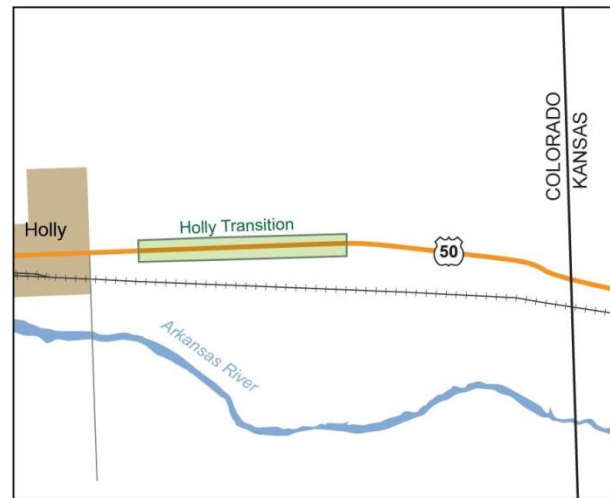 COLORADO
KANSAS
Holly Transition
Holly
50
Arkansas River